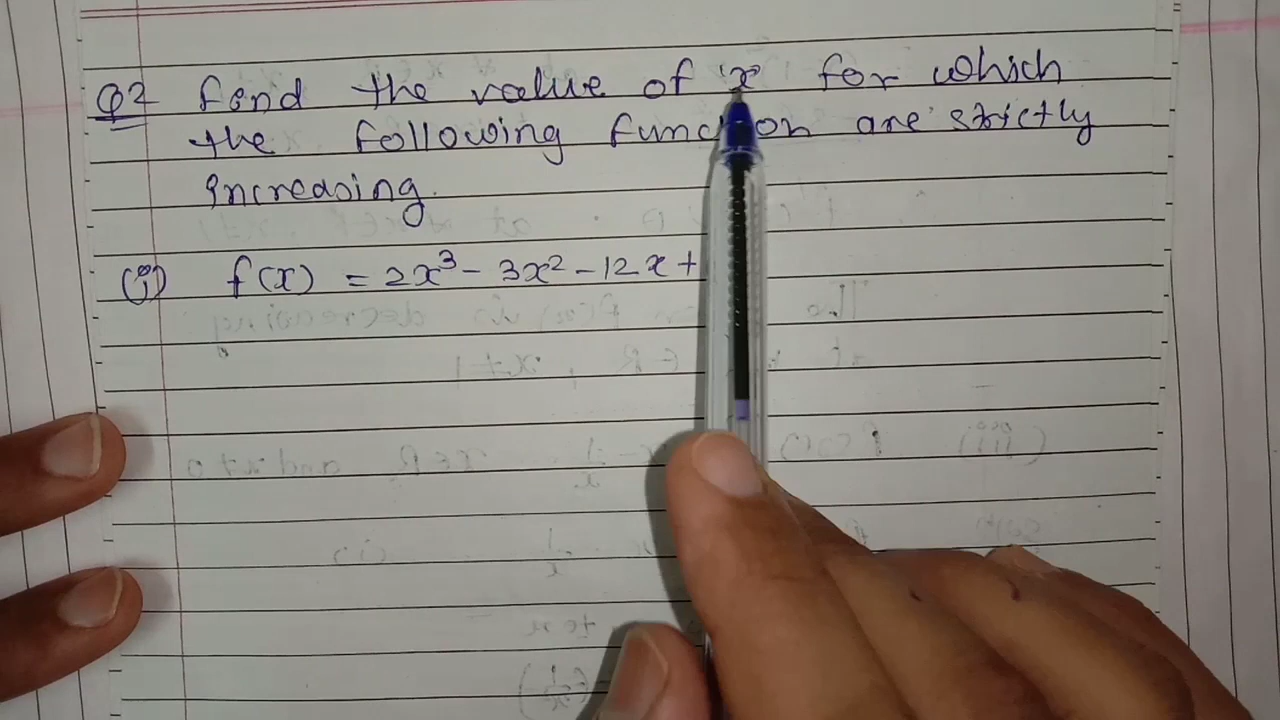 Q2 Find the value of 'x' for which
the following function are strictly
increasing.
(i) f(x) = 2x³ - 3x² - 12x +